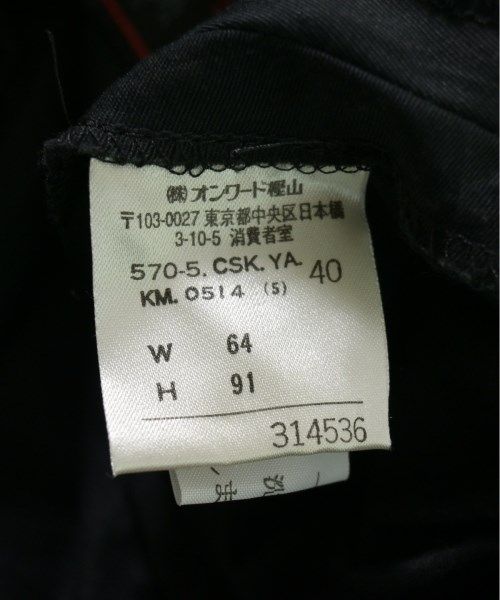 ㈱オンワード樫山
〒103-0027 東京都中央区日本橋
3-10-5 消費者室
570-5. CSK. YA. 40
KM. 0514 (5)
W 64
H 91
314536